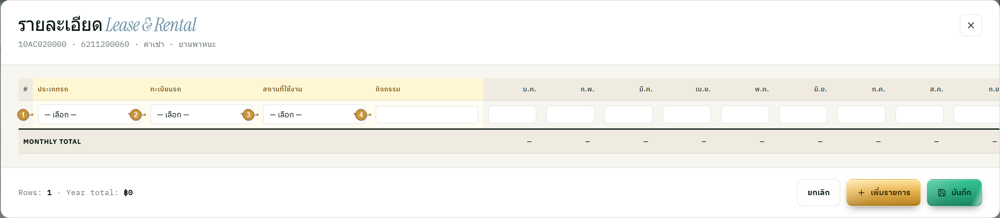 รายละเอียด Lease & Rental
10AC020000 · 6211200060 · ค่าเช่า - ยานพาหนะ
# ประเภทรถ ทะเบียนรถ สถานที่ใช้งาน กิจกรรม ม.ค. ก.พ. มี.ค. เม.ย. พ.ค. มิ.ย. ก.ค. ส.ค. ก.ย
1 — เลือก — 2 — เลือก — 3 — เลือก — 4
MONTHLY TOTAL — — — — — — — — —
Rows: 1 · Year total: ฿0
ยกเลิก + เพิ่มรายการ บันทึก